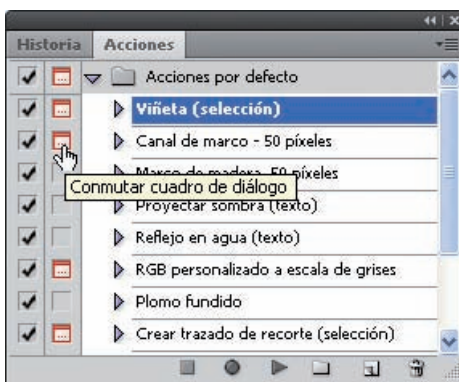 Historia Acciones
Acciones por defecto
Viñeta (selección)
Canal de marco - 50 píxeles
Marco de madera-50 píxeles
Conmutar cuadro de diálogo
Proyectar sombra (texto)
Reflejo en agua (texto)
RGB personalizado a escala de grises
Plomo fundido
Crear trazado de recorte (selección)